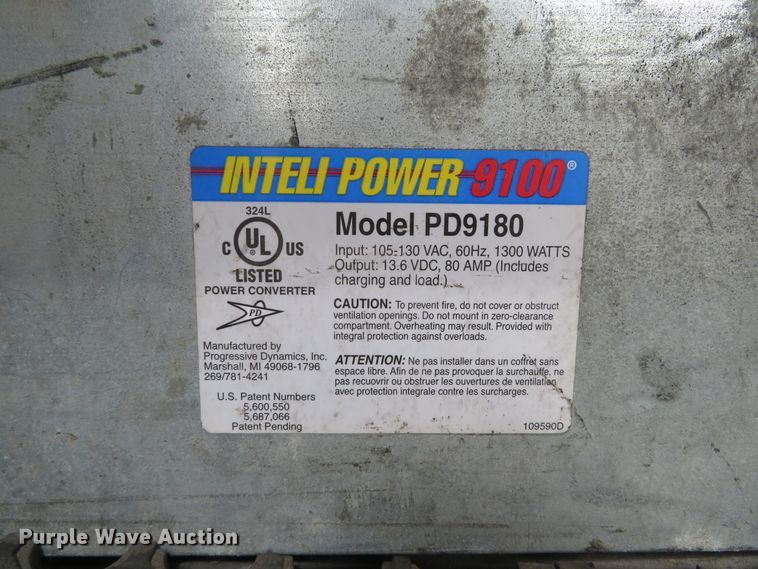 INTELI POWER 9100®
324L
C UL US
LISTED
POWER CONVERTER
PD
Manufactured by
Progressive Dynamics, Inc.
Marshall, MI 49068-1796
269/781-4241
U.S. Patent Numbers
5,600,550
5,687,066
Patent Pending
Model PD9180
Input: 105-130 VAC, 60Hz, 1300 WATTS
Output: 13.6 VDC, 80 AMP (Includes
charging and load.)
CAUTION: To prevent fire, do not cover or obstruct
ventilation openings. Do not mount in zero-clearance
compartment. Overheating may result. Provided with
integral protection against overloads.
ATTENTION: Ne pas installer dans un coffret sans
espace libre. Afin de ne pas provoquer la surchauffe, ne
pas recuovrir ou obstruer les ouvertures de ventilation
avec protection integrale contre les surcharges.
109590D
Purple Wave Auction
purplewave.com